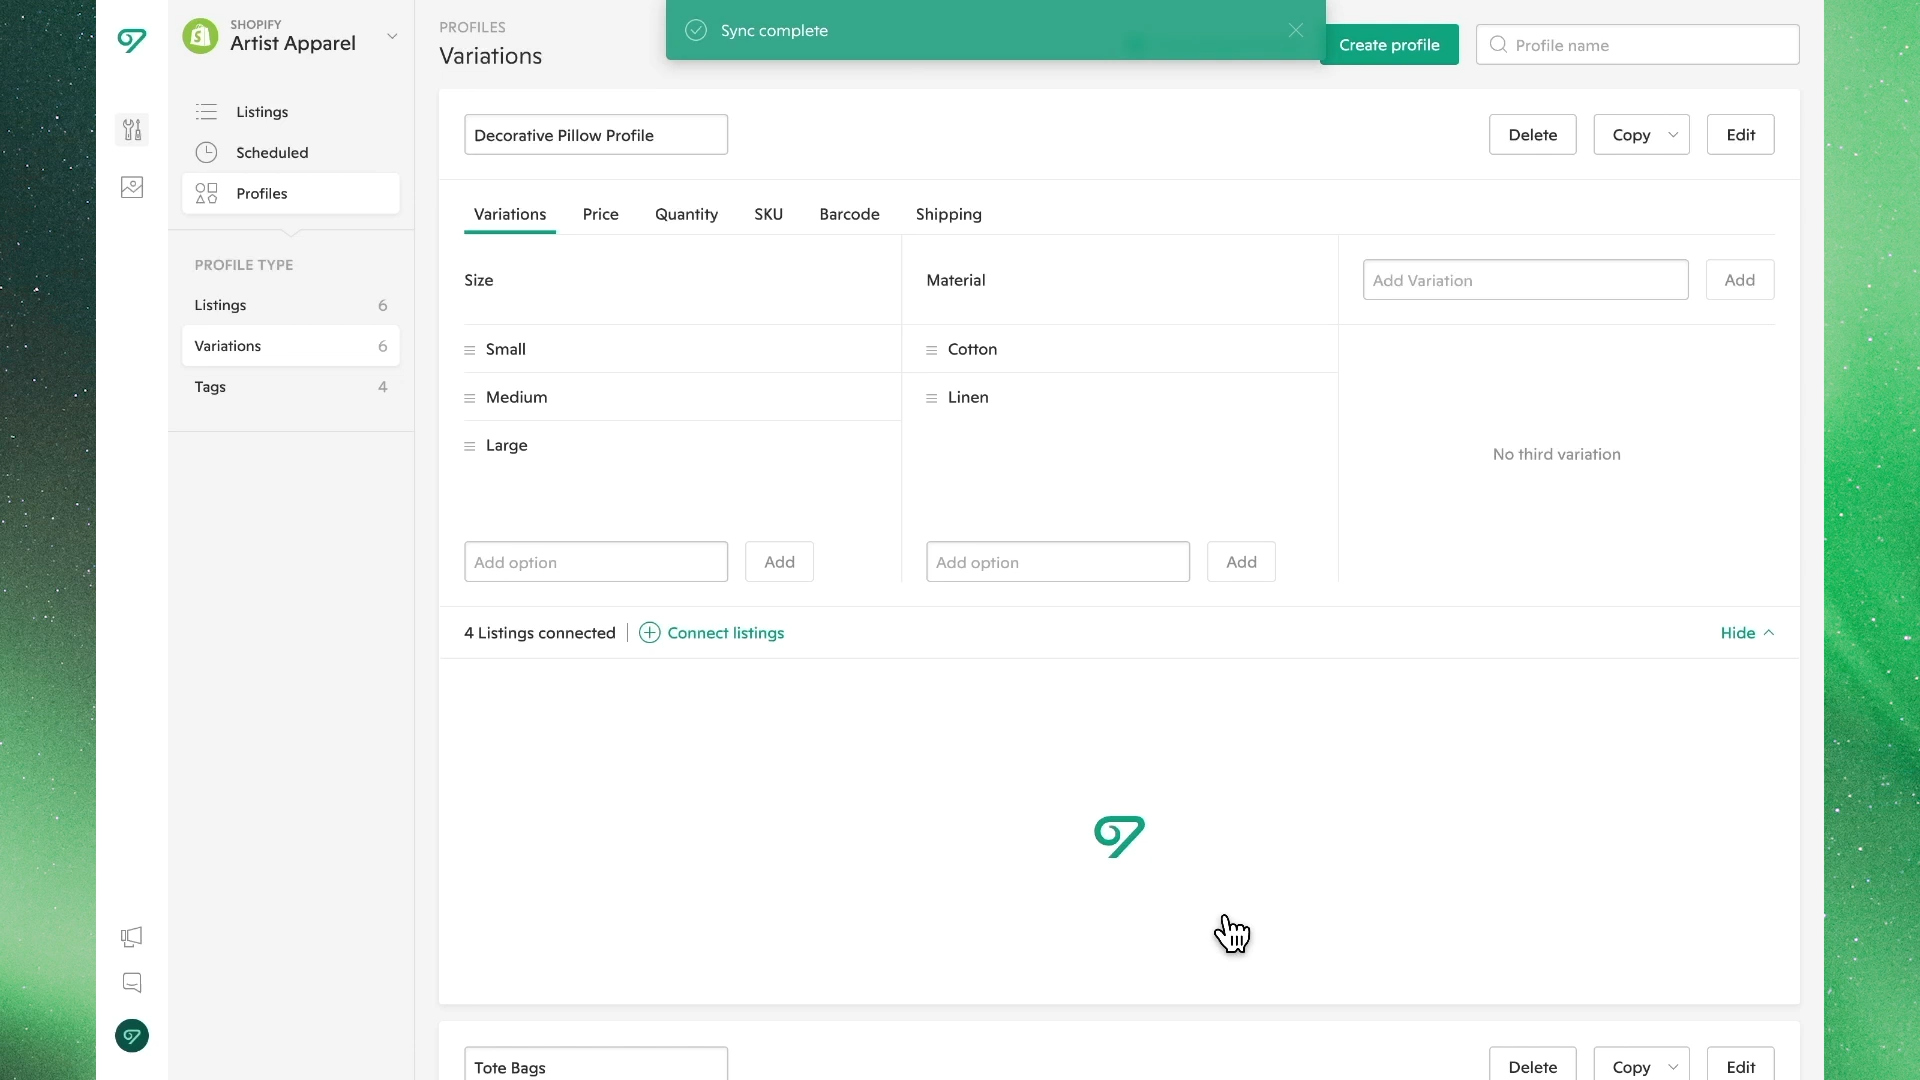 SHOPIFY
Artist Apparel
Listings
Scheduled
Profiles
PROFILE TYPE
Listings 6
Variations 6
Tags 4
PROFILES
Variations
Sync complete
Create profile
Profile name
Decorative Pillow Profile
Delete
Copy
Edit
Variations
Price
Quantity
SKU
Barcode
Shipping
Size
Small
Medium
Large
Add option
Add
Material
Cotton
Linen
Add option
Add
Add Variation
Add
No third variation
4 Listings connected
Connect listings
Hide
Tote Bags
Delete
Copy
Edit